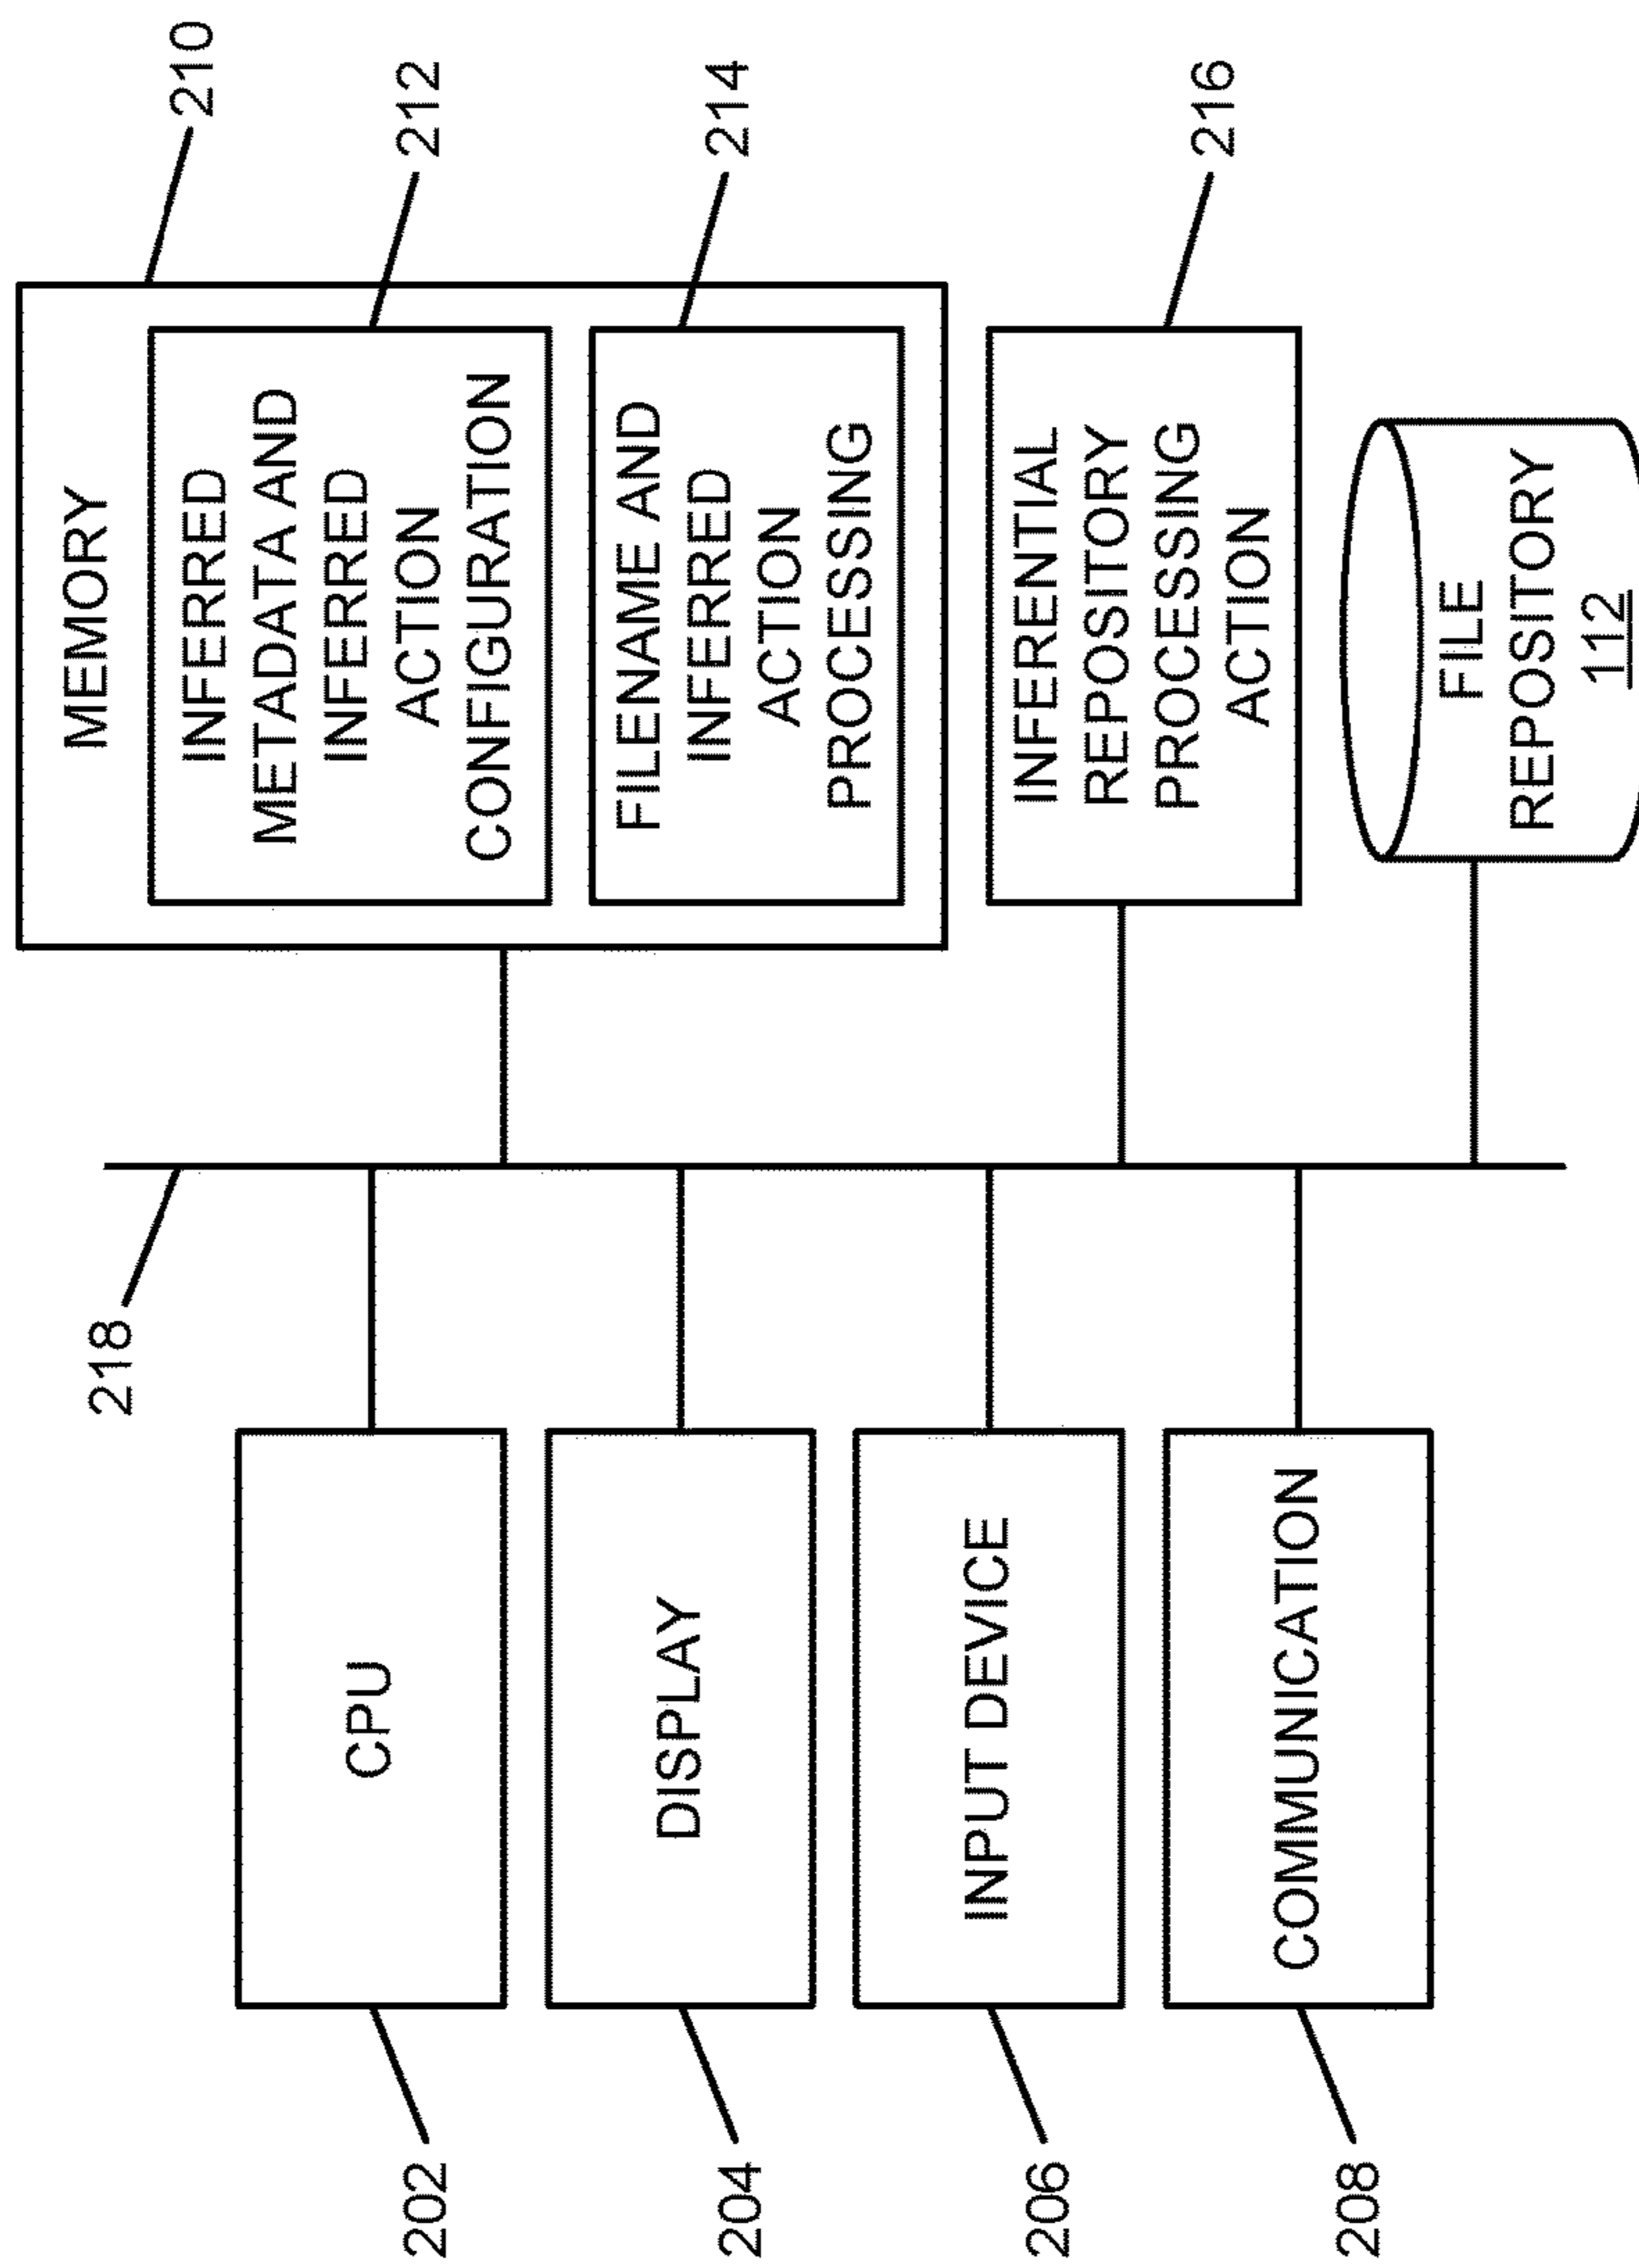 218
202
CPU
204
DISPLAY
206
INPUT DEVICE
208
COMMUNICATION
MEMORY
210
INFERRED
METADATA AND
INFERRED
ACTION
CONFIGURATION
212
FILENAME AND
INFERRED
ACTION
PROCESSING
214
INFERENTIAL
REPOSITORY
PROCESSING
ACTION
216
FILE
REPOSITORY
112